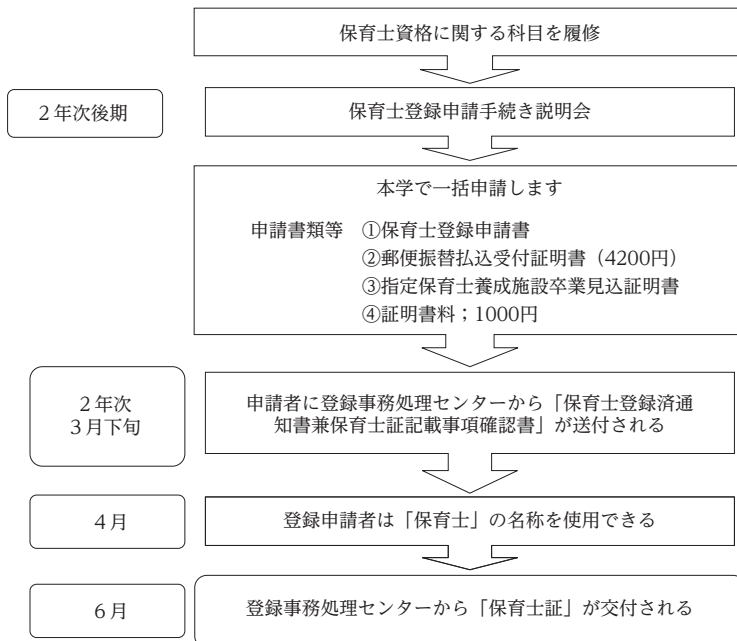 保育士資格に関する科目を履修
2年次後期
保育士登録申請手続き説明会
本学で一括申請します
申請書類等 ①保育士登録申請書
②郵便振替払込受付証明書（4200円）
③指定保育士養成施設卒業見込証明書
④証明書料；1000円
2年次
3月下旬
申請者に登録事務処理センターから「保育士登録済通
知書兼保育士証記載事項確認書」が送付される
4月
登録申請者は「保育士」の名称を使用できる
6月
登録事務処理センターから「保育士証」が交付される